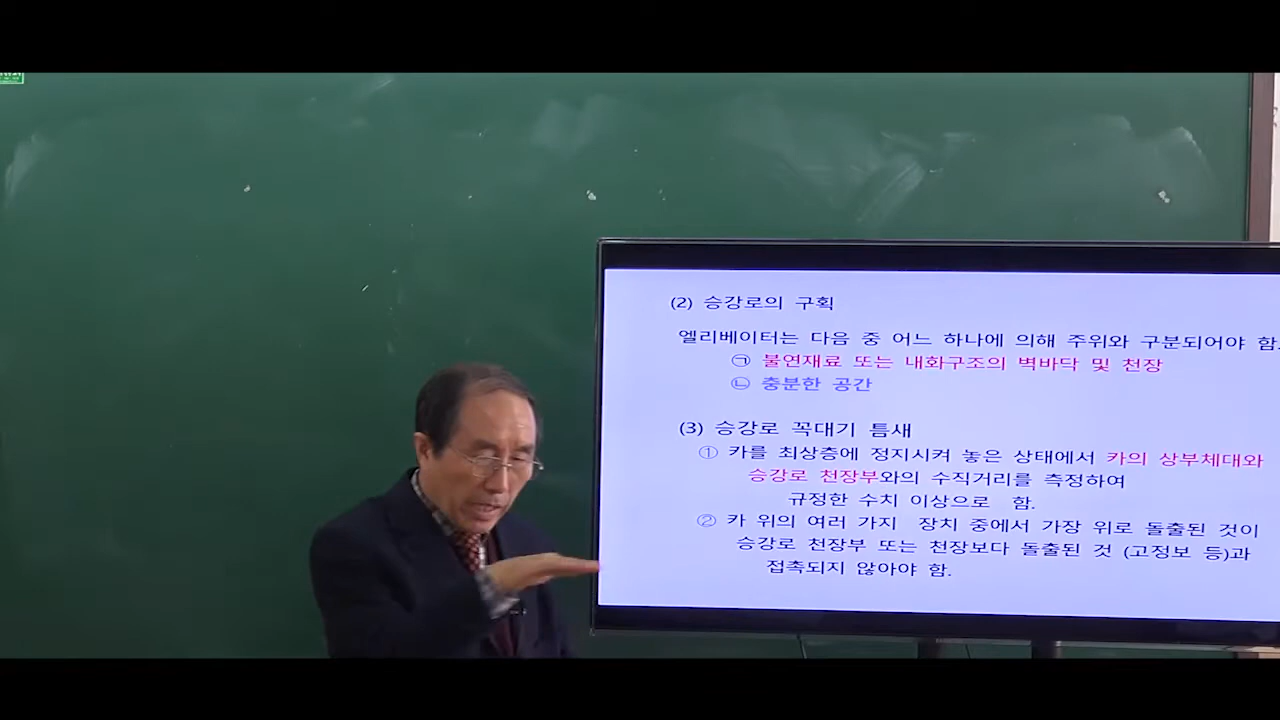 (2) 승강로의 구획
엘리베이터는 다음 중 어느 하나에 의해 주위와 구분되어야 함.
㉠ 불연재료 또는 내화구조의 벽바닥 및 천장
㉡ 충분한 공간
(3) 승강로 꼭대기 틈새
① 카를 최상층에 정지시켜 놓은 상태에서 카의 상부체대와
승강로 천장부와의 수직거리를 측정하여
규정한 수치 이상으로 함.
② 카 위의 여러 가지 장치 중에서 가장 위로 돌출된 것이
승강로 천장부 또는 천장보다 돌출된 것 (고정보 등)과
접촉되지 않아야 함.